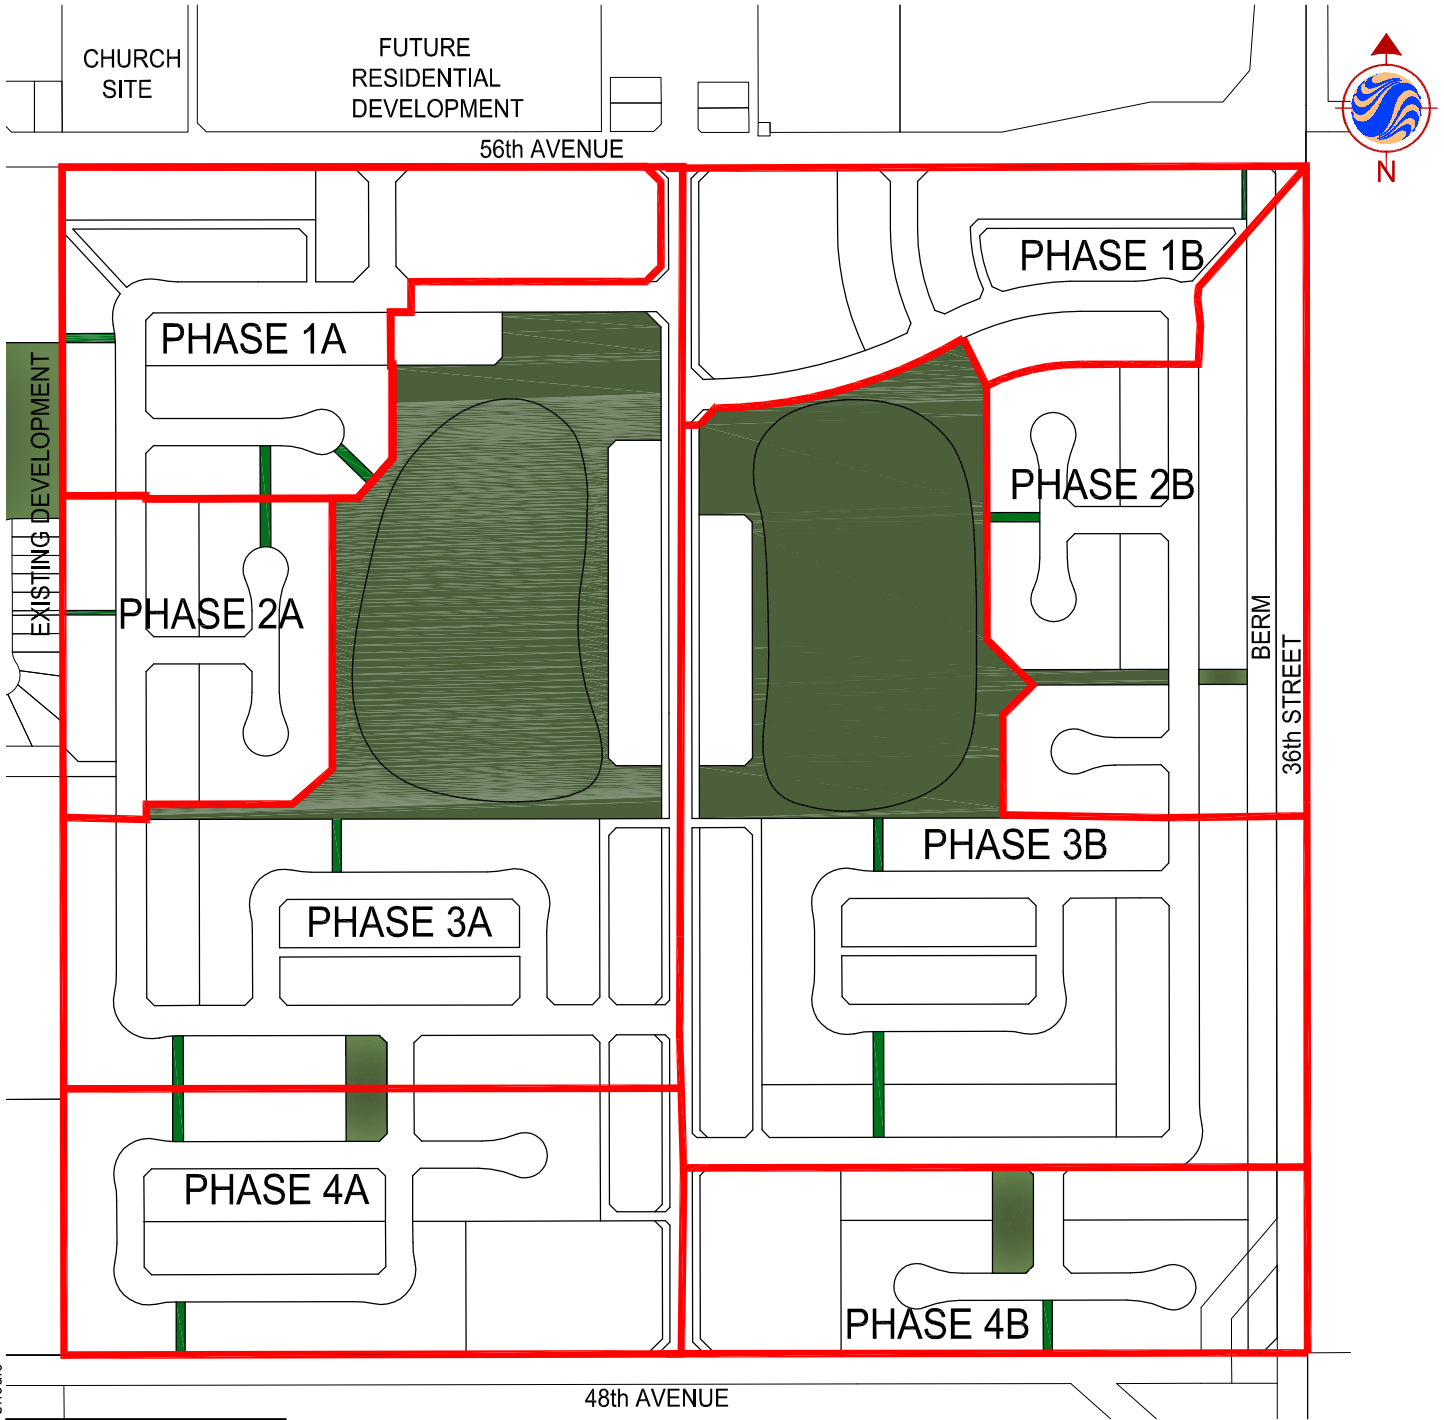 CHURCH
SITE
FUTURE
RESIDENTIAL
DEVELOPMENT
56th AVENUE
N
PHASE 1B
PHASE 1A
EXISTING DEVELOPMENT
PHASE 2B
PHASE 2A
BERM
36th STREET
PHASE 3B
PHASE 3A
PHASE 4A
PHASE 4B
48th AVENUE